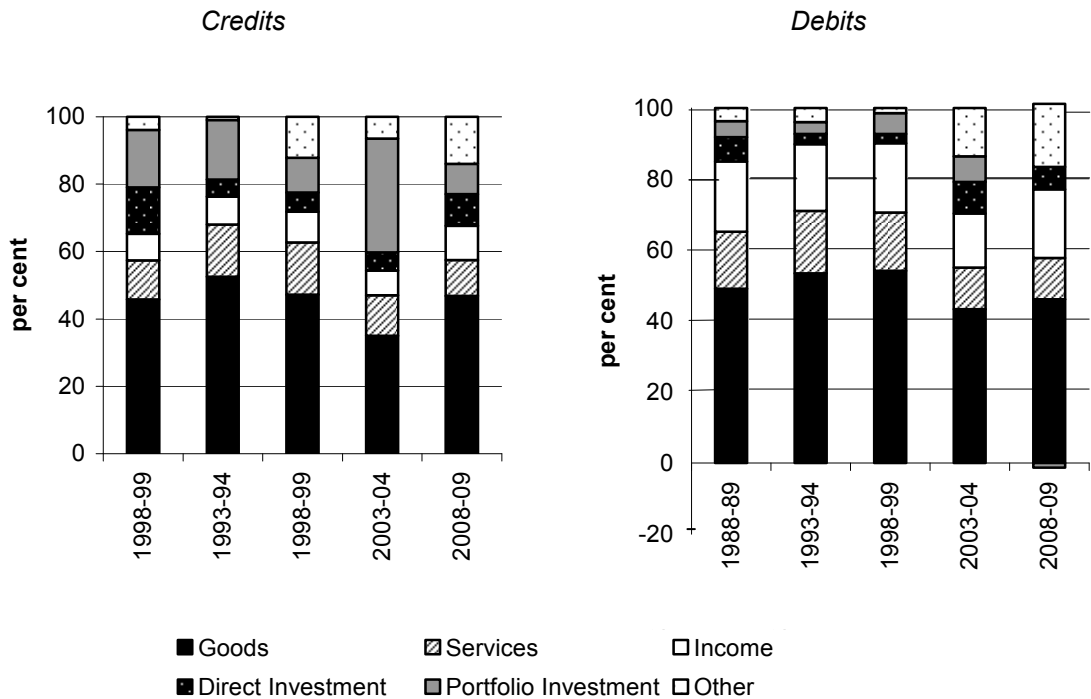 Credits
Debits
per cent
100
80
60
40
20
0
1998-99
1993-94
1998-99
2003-04
2008-09
per cent
100
80
60
40
20
0
-20
1988-89
1993-94
1998-99
2003-04
2008-09
Goods
Services
Income
Direct Investment
Portfolio Investment
Other